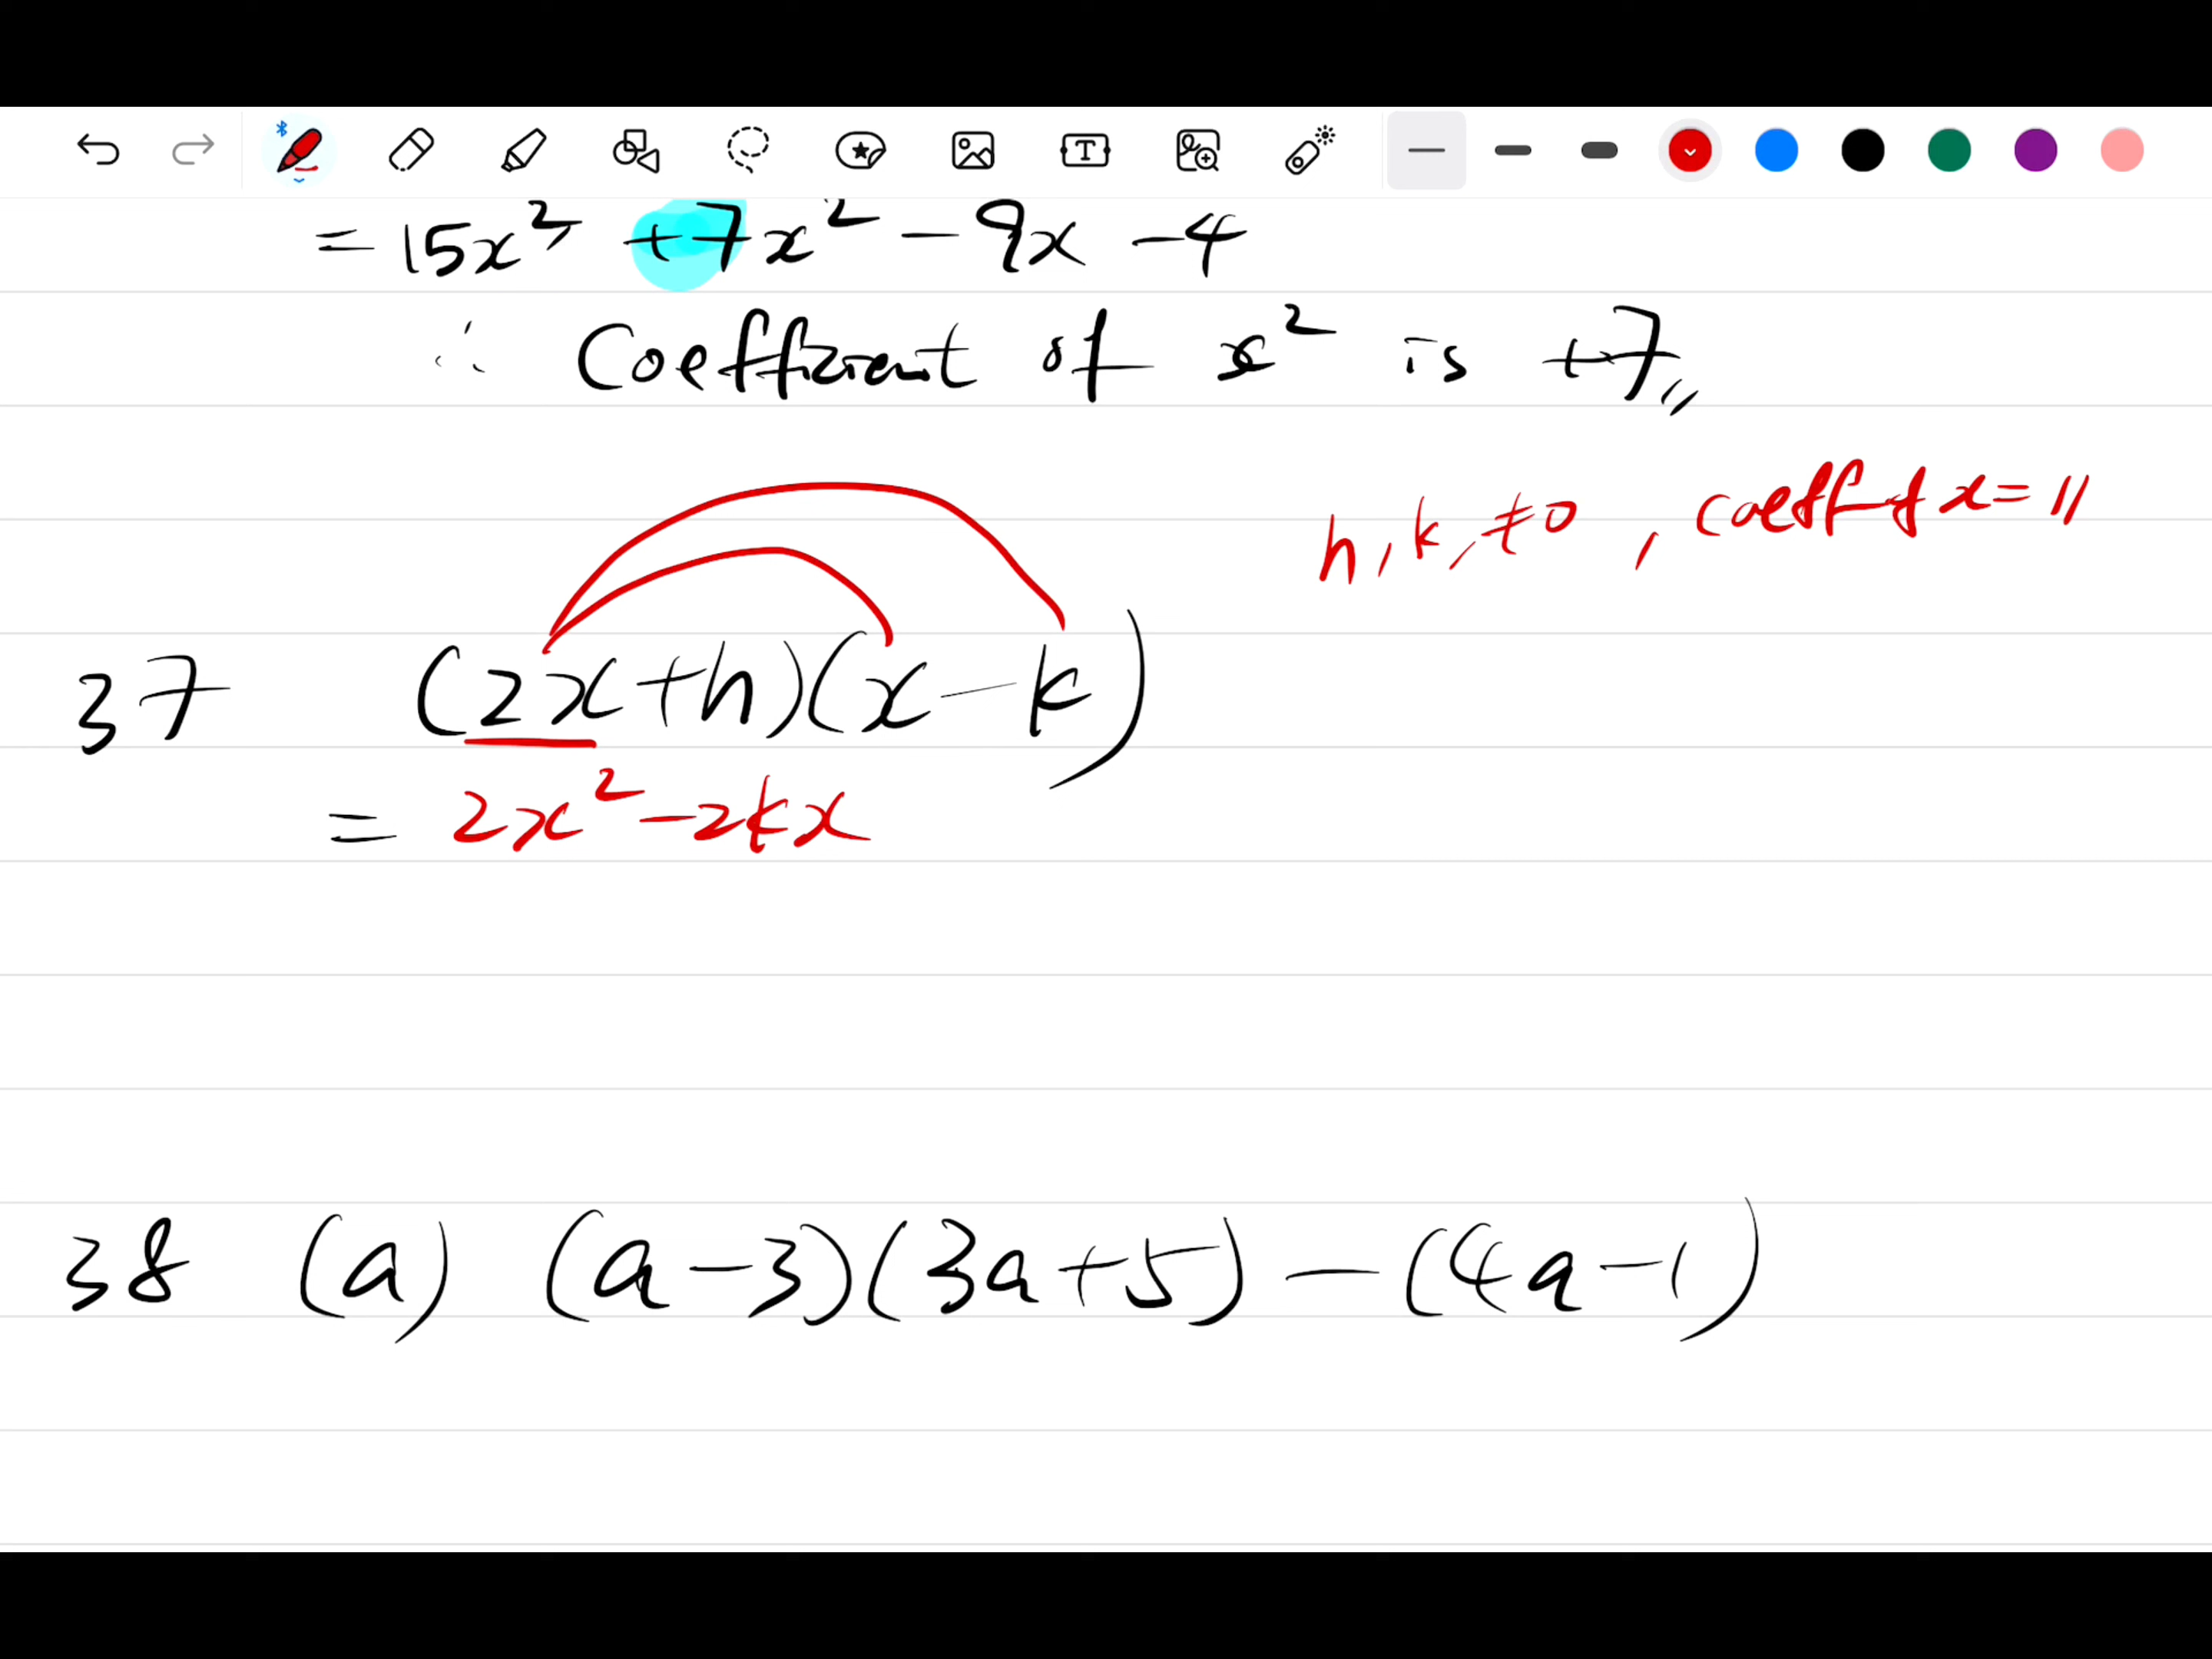 = 15x³ +7x² - 9x - 4
∴ Coefficient of x² is +7
h, k, ≠0 , coeff of x = 11
37 (2x+h)(x-k)
= 2x² - 2kx
38 (a) (a-3)(3a+5) - (4a-1)